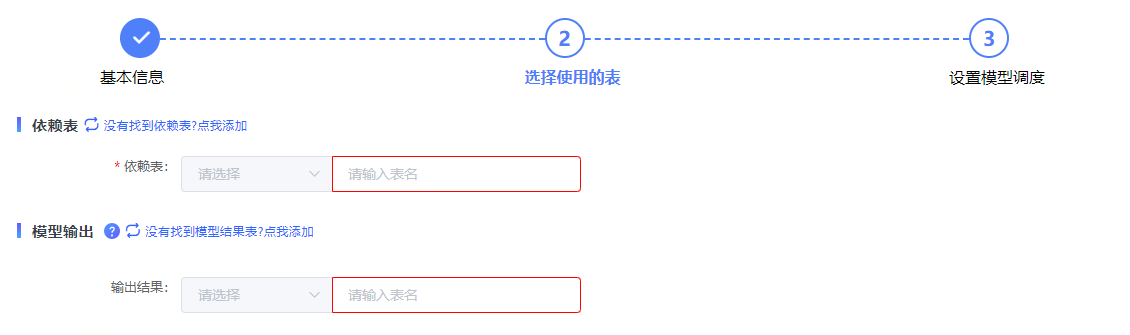 2
3
基本信息
选择使用的表
设置模型调度
依赖表 没有找到依赖表?点我添加
* 依赖表: 请选择 请输入表名
模型输出 ? 没有找到模型结果表?点我添加
输出结果: 请选择 请输入表名